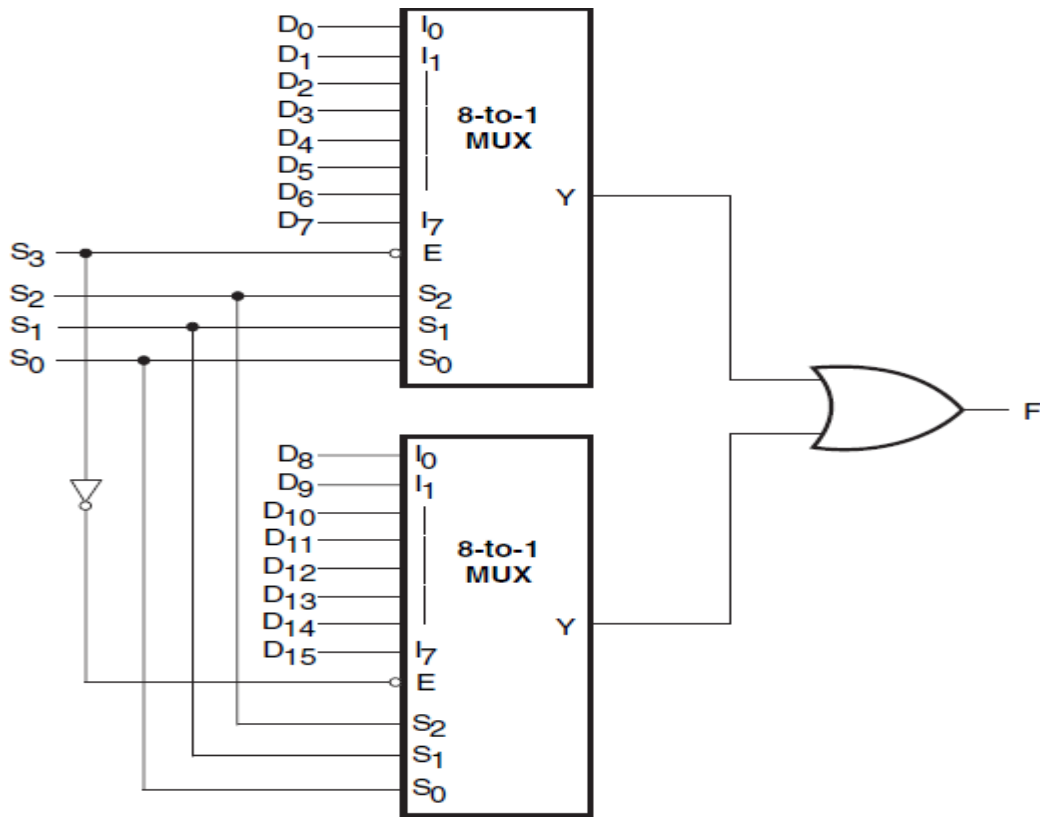 D0 I0
D1 I1
D2
D3
D4
D5
D6
D7 I7
8-to-1
MUX
Y
S3 E
S2 S2
S1 S1
S0 S0
F
D8 I0
D9 I1
D10
D11
D12
D13
D14
D15 I7
8-to-1
MUX
Y
E
S2
S1
S0